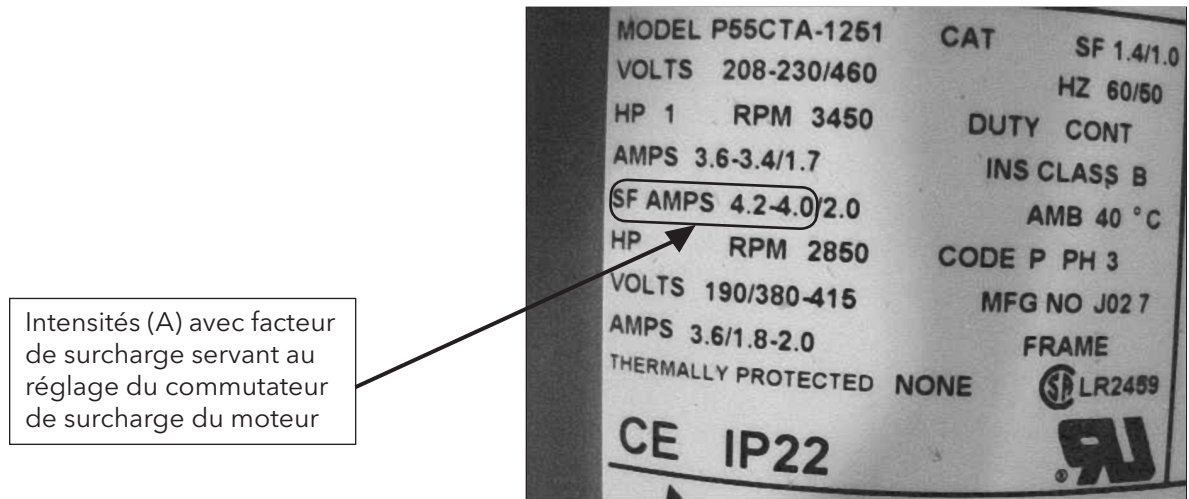 MODEL P55CTA-1251 CAT SF 1.4/1.0
VOLTS 208-230/460 HZ 60/50
HP 1 RPM 3450 DUTY CONT
AMPS 3.6-3.4/1.7 INS CLASS B
SF AMPS 4.2-4.0/2.0 AMB 40 °C
HP RPM 2850 CODE P PH 3
VOLTS 190/380-415 MFG NO J02 7
AMPS 3.6/1.8-2.0 FRAME
THERMALLY PROTECTED NONE SA LR2459
CE IP22 RU
®
Intensités (A) avec facteur
de surcharge servant au
réglage du commutateur
de surcharge du moteur